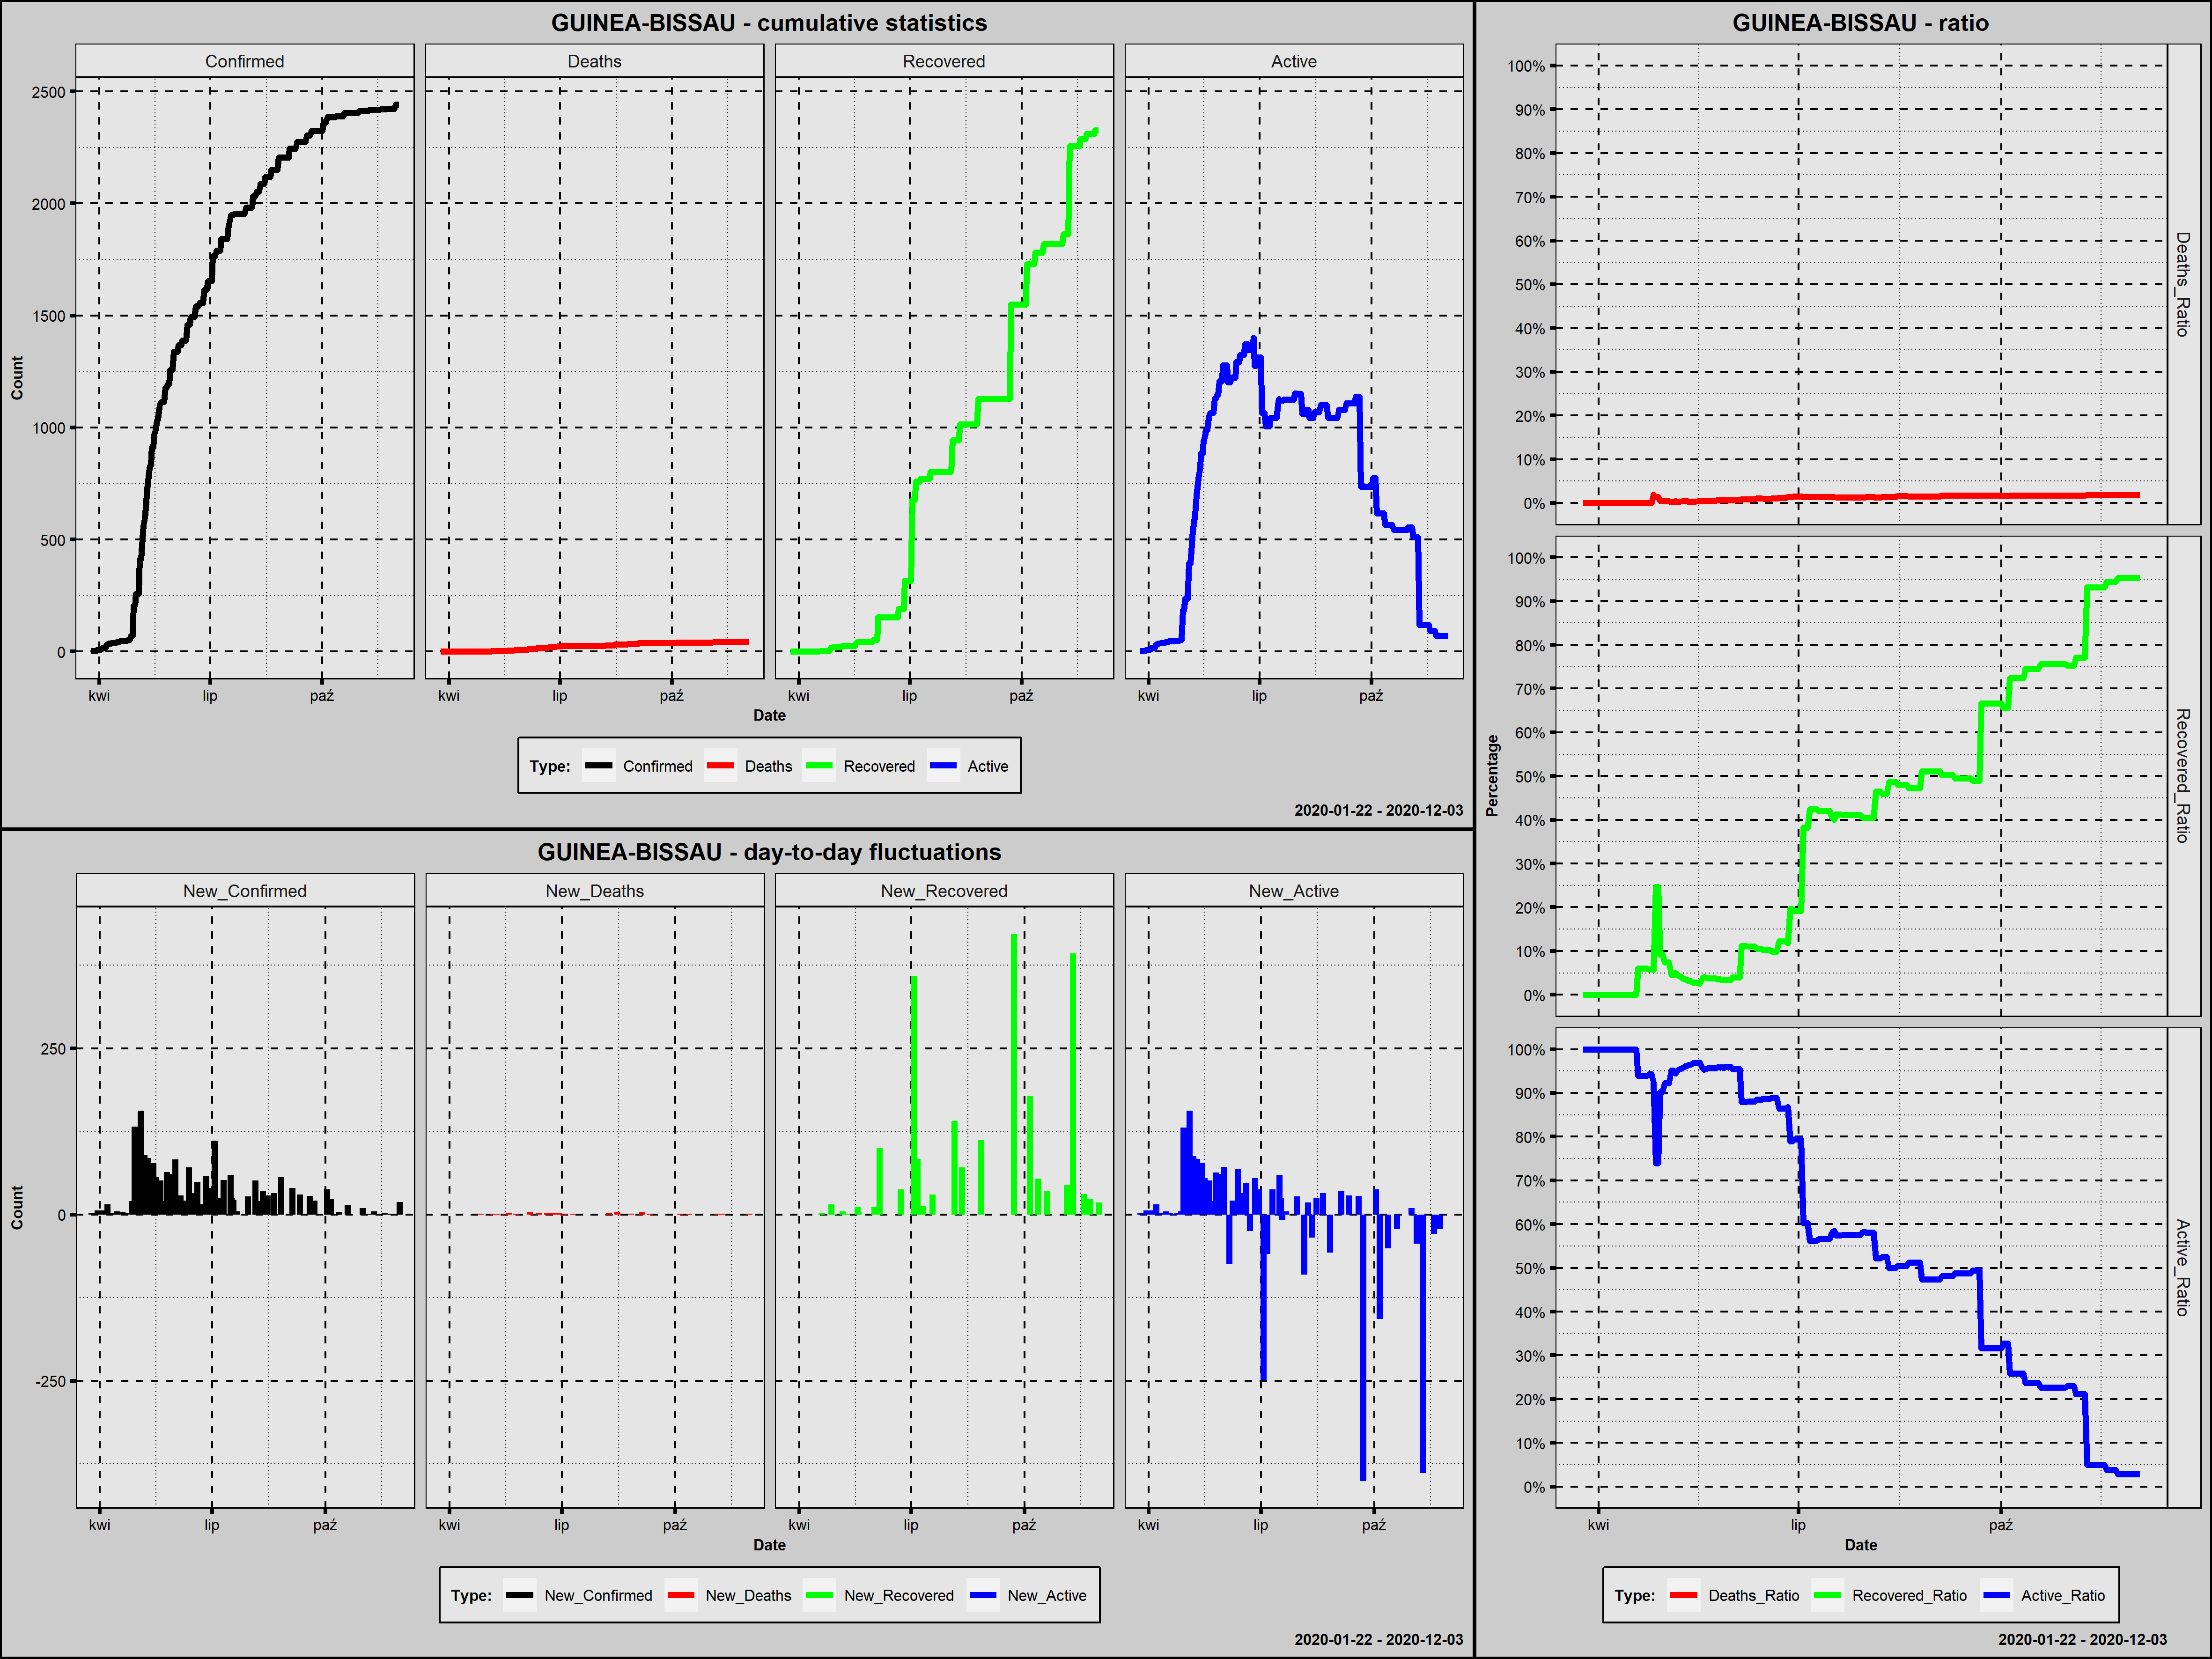 GUINEA-BISSAU - cumulative statistics
Confirmed Deaths Recovered Active
Count
2500
2000
1500
1000
500
0
kwi lip paź kwi lip paź kwi lip paź kwi lip paź
Date
Type: Confirmed Deaths Recovered Active
2020-01-22 - 2020-12-03
GUINEA-BISSAU - day-to-day fluctuations
New_Confirmed New_Deaths New_Recovered New_Active
Count
250
0
-250
kwi lip paź kwi lip paź kwi lip paź kwi lip paź
Date
Type: New_Confirmed New_Deaths New_Recovered New_Active
2020-01-22 - 2020-12-03
GUINEA-BISSAU - ratio
Percentage
100%
90%
80%
70%
60%
50%
40%
30%
20%
10%
0%
Deaths_Ratio
100%
90%
80%
70%
60%
50%
40%
30%
20%
10%
0%
Recovered_Ratio
100%
90%
80%
70%
60%
50%
40%
30%
20%
10%
0%
Active_Ratio
kwi lip paź
Date
Type: Deaths_Ratio Recovered_Ratio Active_Ratio
2020-01-22 - 2020-12-03